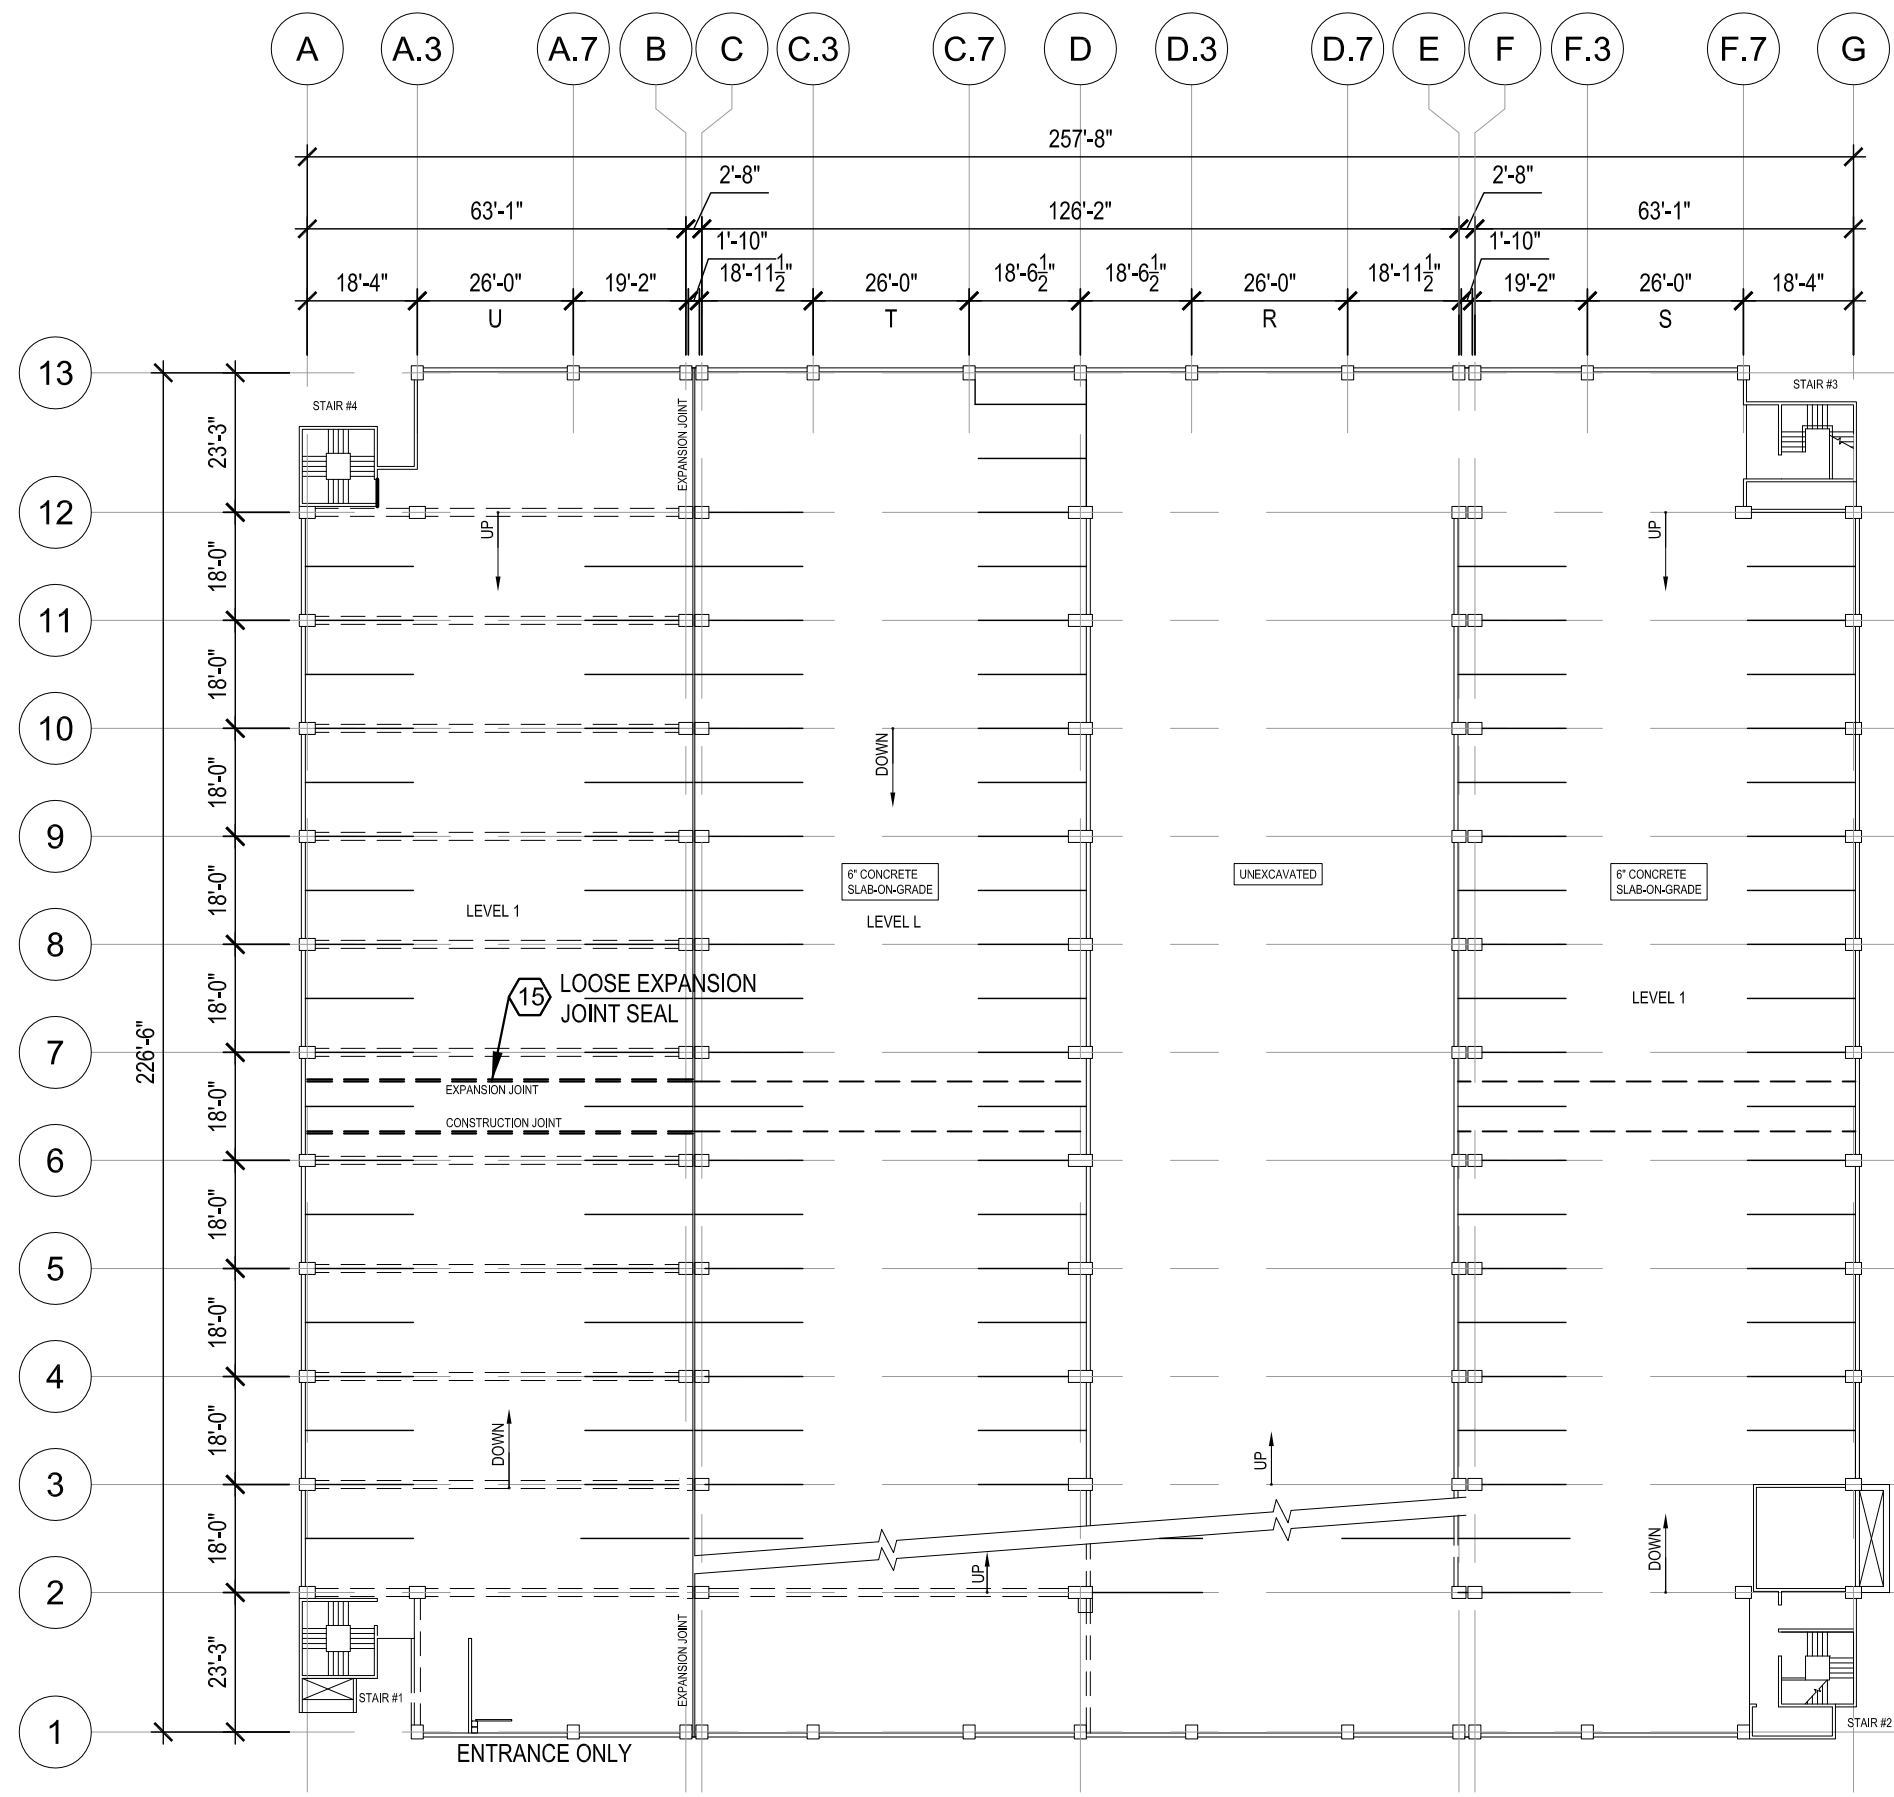 A A.3 A.7 B C C.3 C.7 D D.3 D.7 E F F.3 F.7 G
257'-8"
2'-8" 2'-8"
63'-1" 126'-2" 63'-1"
1'-10" 1'-10"
18'-4" 26'-0" 19'-2" 18'-11 1/2" 26'-0" 18'-6 1/2" 18'-6 1/2" 26'-0" 18'-11 1/2" 19'-2" 26'-0" 18'-4"
U T R S
13
STAIR #4
STAIR #3
23'-3"
EXPANSION JOINT
12
UP
UP
18'-0"
11
18'-0"
10
DOWN
18'-0"
9
6" CONCRETE
SLAB-ON-GRADE
UNEXCAVATED
6" CONCRETE
SLAB-ON-GRADE
18'-0"
LEVEL 1
LEVEL L
8
15
LOOSE EXPANSION
JOINT SEAL
LEVEL 1
18'-0"
7
226'-6"
EXPANSION JOINT
18'-0"
CONSTRUCTION JOINT
6
18'-0"
5
18'-0"
4
18'-0"
DOWN
UP
3
18'-0"
DOWN
UP
2
23'-3"
EXPANSION JOINT
STAIR #1
STAIR #2
1
ENTRANCE ONLY